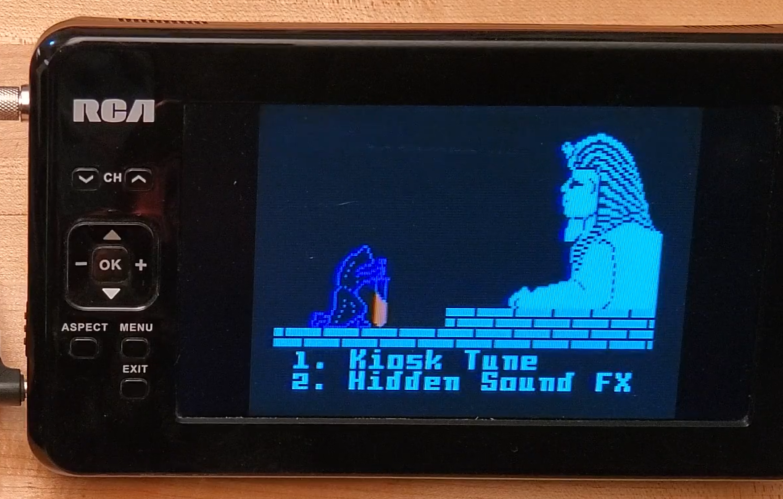 RCA
CH
OK
ASPECT MENU
EXIT
1. Kiosk Tune
2. Hidden Sound FX